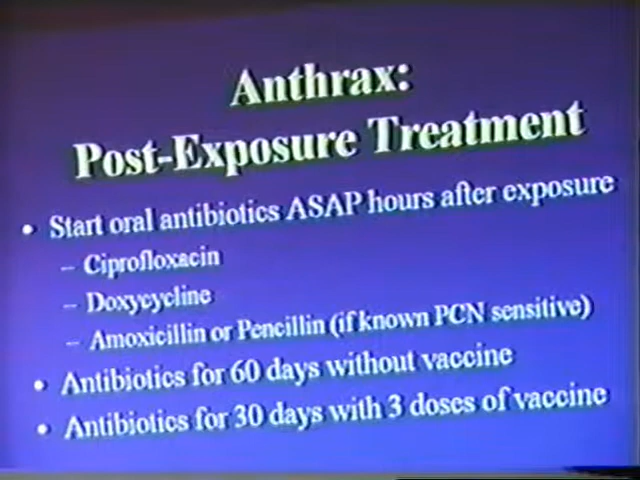 Anthrax:
Post-Exposure Treatment
• Start oral antibiotics ASAP hours after exposure
– Ciprofloxacin
– Doxycycline
– Amoxicillin or Pencillin (if known PCN sensitive)
• Antibiotics for 60 days without vaccine
• Antibiotics for 30 days with 3 doses of vaccine